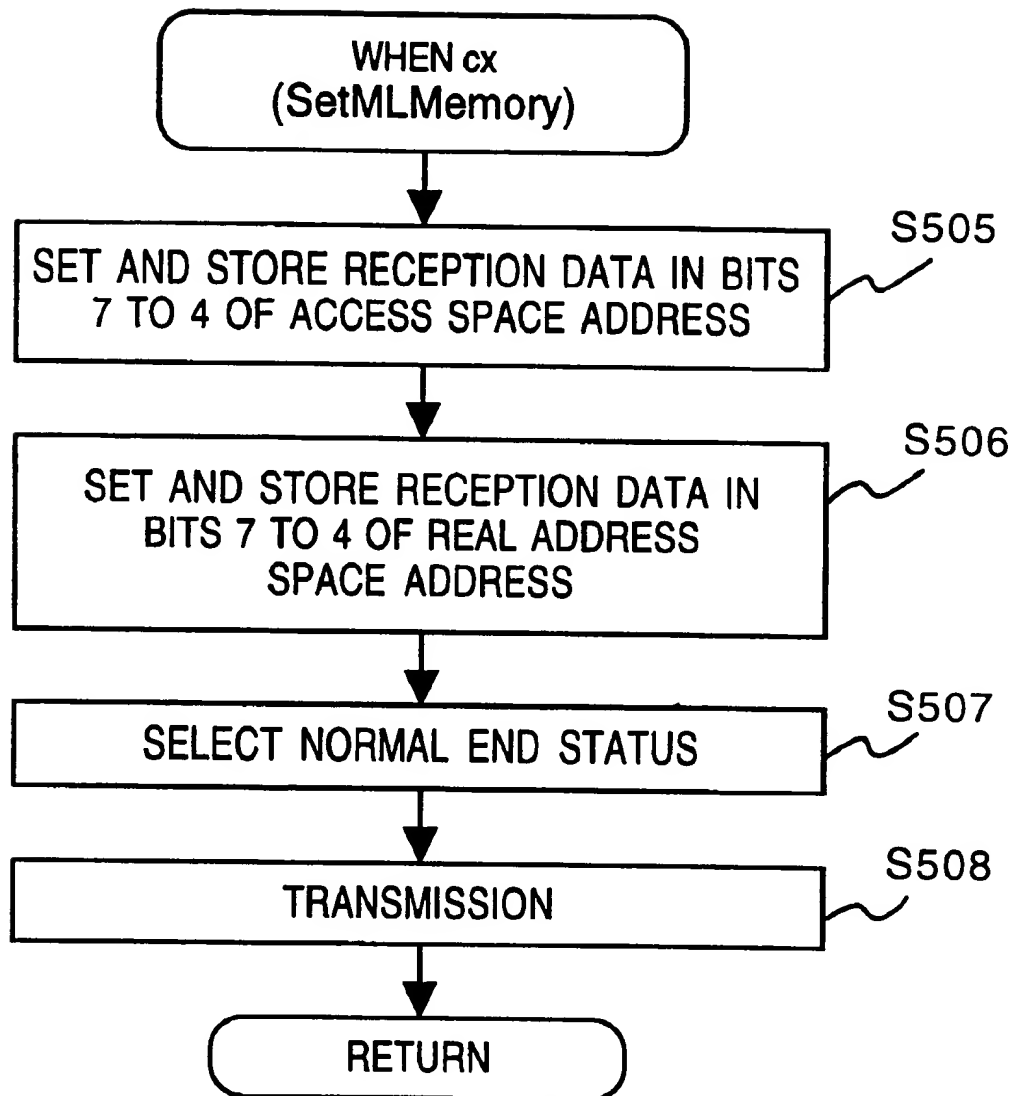 WHEN cx
(SetMLMemory)
S505
SET AND STORE RECEPTION DATA IN BITS
7 TO 4 OF ACCESS SPACE ADDRESS
S506
SET AND STORE RECEPTION DATA IN
BITS 7 TO 4 OF REAL ADDRESS
SPACE ADDRESS
S507
SELECT NORMAL END STATUS
S508
TRANSMISSION
RETURN